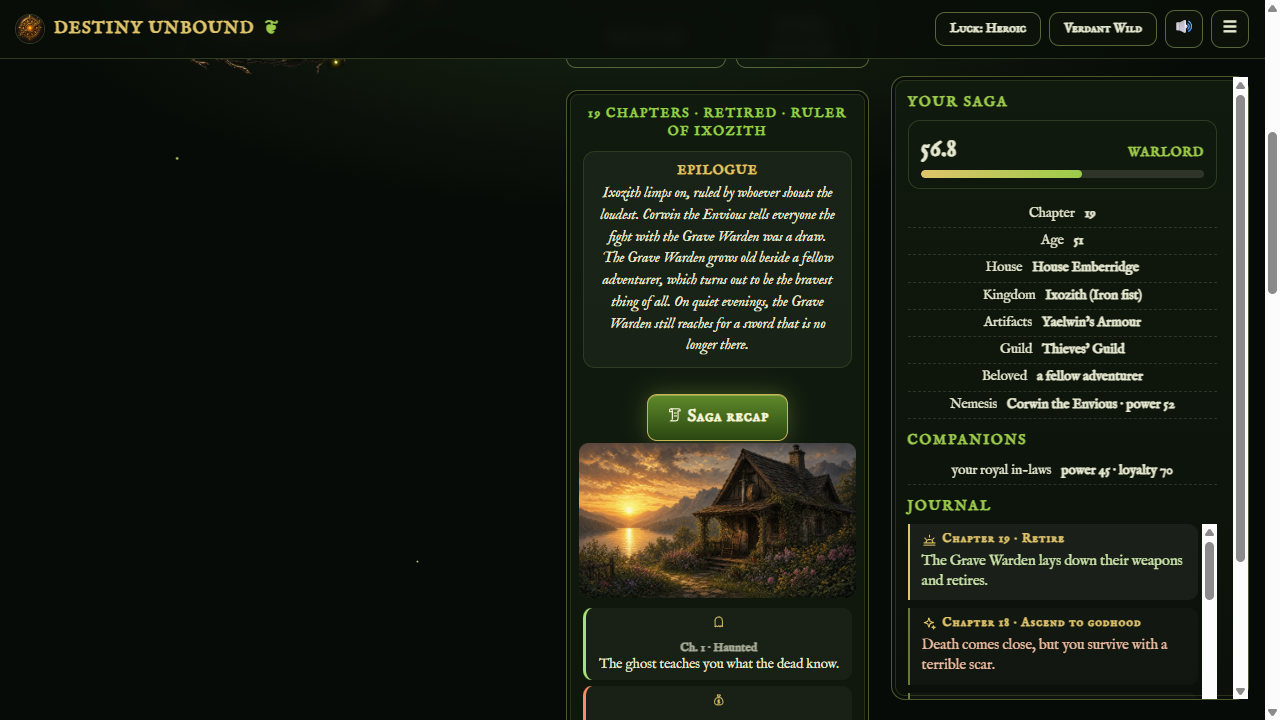 DESTINY UNBOUND
Luck: Heroic
Verdant Wild
19 CHAPTERS · RETIRED · RULER
OF IXOZITH
EPILOGUE
Ixozith limps on, ruled by whoever shouts the
loudest. Corwin the Envious tells everyone the
fight with the Grave Warden was a draw.
The Grave Warden grows old beside a fellow
adventurer, which turns out to be the bravest
thing of all. On quiet evenings, the Grave
Warden still reaches for a sword that is no
longer there.
Saga recap
Ch. 1 · Haunted
The ghost teaches you what the dead know.
YOUR SAGA
56.8 WARLORD
Chapter 19
Age 51
House House Emberridge
Kingdom Ixozith (Iron fist)
Artifacts Yaelwin's Armour
Guild Thieves' Guild
Beloved a fellow adventurer
Nemesis Corwin the Envious · power 52
COMPANIONS
your royal in-laws power 45 · loyalty 70
JOURNAL
Chapter 19 · Retire
The Grave Warden lays down their weapons
and retires.
Chapter 18 · Ascend to godhood
Death comes close, but you survive with a
terrible scar.